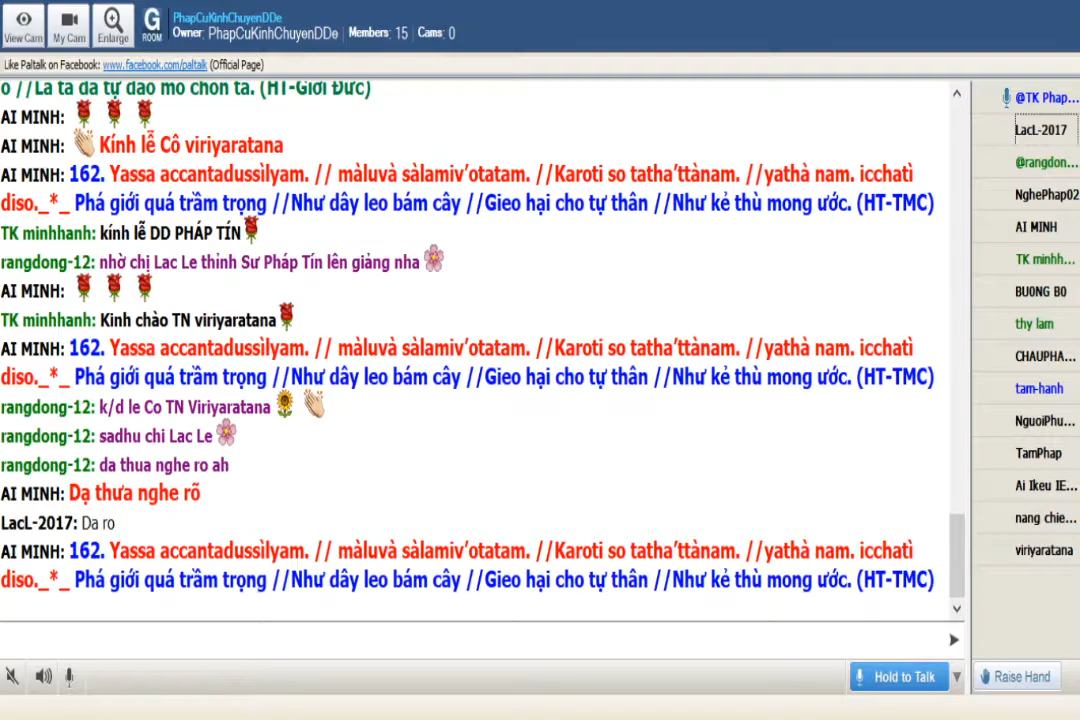 PhapCuKinhChuyenDDe
Owner: PhapCuKinhChuyenDDe Members: 15 Cams: 0
View Cam My Cam Enlarge G ROOM
Like Paltalk on Facebook: www.facebook.com/paltalk (Official Page)
o //Là ta đã tự đào mồ chôn ta. (HT-Giới Đức)
AI MINH:
AI MINH: Kính lễ Cô viriyaratana
AI MINH: 162. Yassa accantadussìlyam. // màluvà sàlamiv'otatam. //Karoti so tatha'ttànam. //yathà nam. icchatì
diso._*_ Phá giới quá trầm trọng //Như dây leo bám cây //Gieo hại cho tự thân //Như kẻ thù mong ước. (HT-TMC)
TK minhhanh: kính lễ DD PHÁP TÍN
rangdong-12: nhờ chị Lac Le thỉnh Sư Pháp Tín lên giảng nha
AI MINH:
TK minhhanh: Kinh chào TN viriyaratana
AI MINH: 162. Yassa accantadussìlyam. // màluvà sàlamiv'otatam. //Karoti so tatha'ttànam. //yathà nam. icchatì
diso._*_ Phá giới quá trầm trọng //Như dây leo bám cây //Gieo hại cho tự thân //Như kẻ thù mong ước. (HT-TMC)
rangdong-12: k/d le Co TN Viriyaratana
rangdong-12: sadhu chi Lac Le
rangdong-12: da thua nghe ro ah
AI MINH: Dạ thưa nghe rõ
LacL-2017: Da ro
AI MINH: 162. Yassa accantadussìlyam. // màluvà sàlamiv'otatam. //Karoti so tatha'ttànam. //yathà nam. icchatì
diso._*_ Phá giới quá trầm trọng //Như dây leo bám cây //Gieo hại cho tự thân //Như kẻ thù mong ước. (HT-TMC)
@TK Phap...
LacL-2017
@rangdon...
NghePhap02
AI MINH
TK minhh...
BUONG BO
thy lam
CHAUPHA...
tam-hanh
NguoiPhu...
TamPhap
Ai Ikeu IE...
nang chie...
viriyaratana
Hold to Talk
Raise Hand